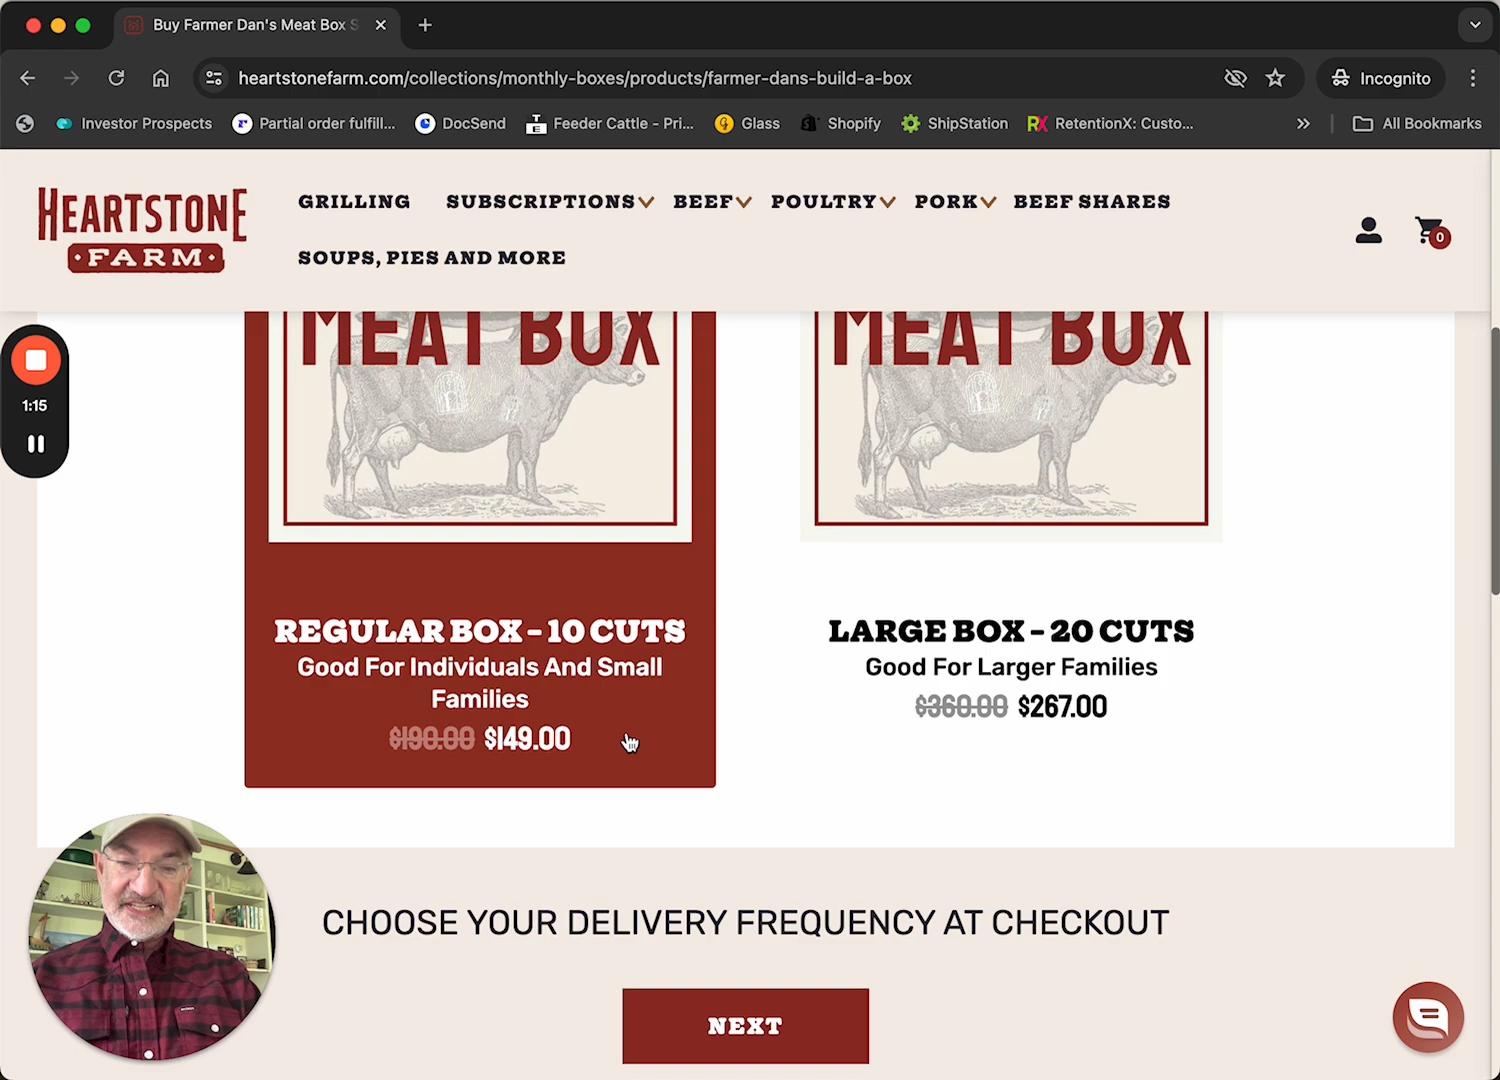 Buy Farmer Dan's Meat Box S
heartstonefarm.com/collections/monthly-boxes/products/farmer-dans-build-a-box
Incognito
Investor Prospects
Partial order fulfill...
DocSend
Feeder Cattle - Pri...
Glass
Shopify
ShipStation
RX RetentionX: Custo...
All Bookmarks
HEARTSTONE
FARM
GRILLING SUBSCRIPTIONS BEEF POULTRY PORK BEEF SHARES
SOUPS, PIES AND MORE
0
1:15
MEAT BOX
REGULAR BOX – 10 CUTS
Good For Individuals And Small
Families
$190.00 $149.00
MEAT BOX
LARGE BOX – 20 CUTS
Good For Larger Families
$360.00 $267.00
CHOOSE YOUR DELIVERY FREQUENCY AT CHECKOUT
NEXT